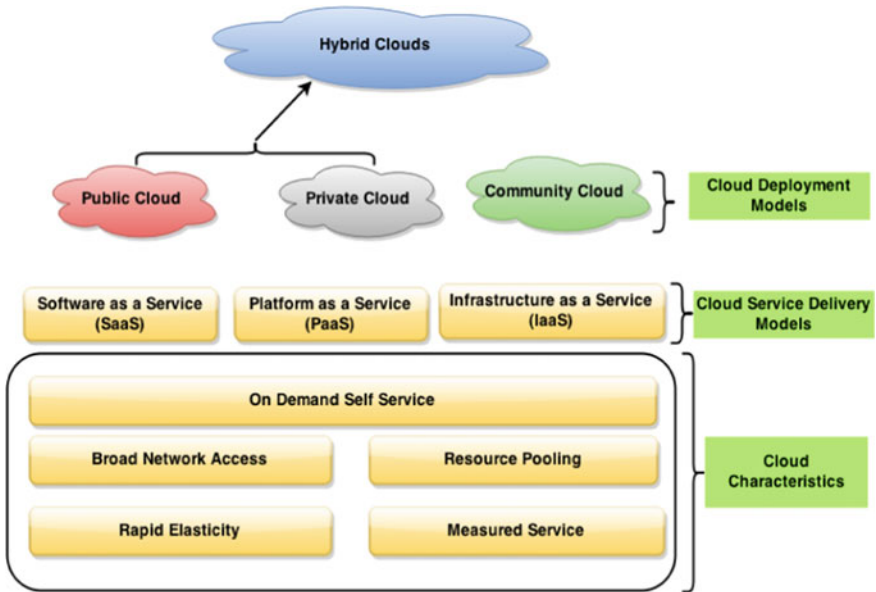 Hybrid Clouds
Public Cloud
Private Cloud
Community Cloud
Cloud Deployment
Models
Software as a Service
(SaaS)
Platform as a Service
(PaaS)
Infrastructure as a Service
(IaaS)
Cloud Service Delivery
Models
On Demand Self Service
Broad Network Access
Resource Pooling
Rapid Elasticity
Measured Service
Cloud
Characteristics